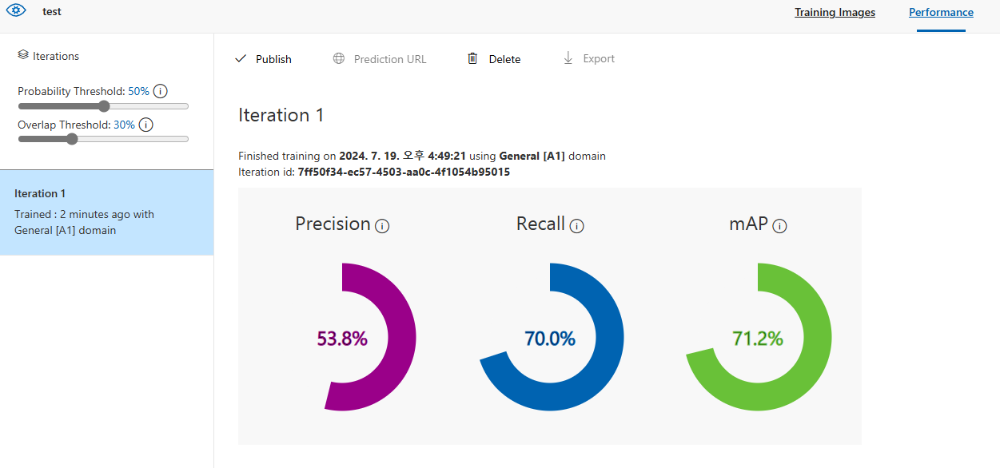 test
Training Images
Performance
Iterations
Probability Threshold: 50%
Overlap Threshold: 30%
Iteration 1
Trained : 2 minutes ago with
General [A1] domain
Publish
Prediction URL
Delete
Export
Iteration 1
Finished training on 2024. 7. 19. 오후 4:49:21 using General [A1] domain
Iteration id: 7ff50f34-ec57-4503-aa0c-4f1054b95015
Precision
Recall
mAP
53.8%
70.0%
71.2%